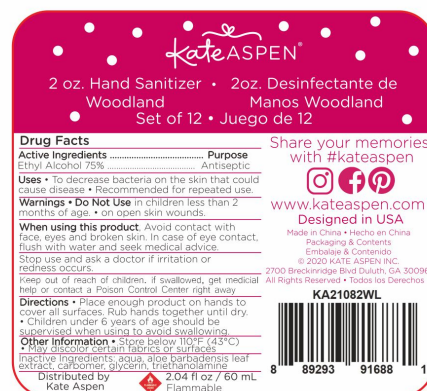 Kate ASPEN®
2 oz. Hand Sanitizer • 2oz. Desinfectante de
Woodland Manos Woodland
Set of 12 • Juego de 12
Drug Facts
Active Ingredients ................................ Purpose
Ethyl Alcohol 75% ................................ Antiseptic
Uses • To decrease bacteria on the skin that could
cause disease • Recommended for repeated use.
Warnings • Do Not Use in children less than 2
months of age. • on open skin wounds.
When using this product. Avoid contact with
face, eyes and broken skin. In case of eye contact,
flush with water and seek medical advice.
Stop use and ask a doctor if irritation or
redness occurs.
Keep out of reach of children, if swallowed, get medicial
help or contact a Poison Control Center right away
Directions • Place enough product on hands to
cover all surfaces. Rub hands together until dry.
• Children under 6 years of age should be
supervised when using to avoid swallowing.
Other Information • Store below 110°F (43°C)
• May discolor certain fabrics or surfaces
Inactive Ingredients: aqua, aloe barbadensis leaf
extract, carbomer, glycerin, triethanolamine
Distributed by
Kate Aspen
2.04 fl oz / 60 mL
Flammable
Share your memories
with #kateaspen
www.kateaspen.com
Designed in USA
Made in China • Hecho en China
Packaging & Contents
Embalaje & Contenido
© 2020 KATE ASPEN INC.
2700 Breckinridge Blvd Duluth, GA 30096
All Rights Reserved • Todos los Derechos
KA21082WL
8 89293 91688 1